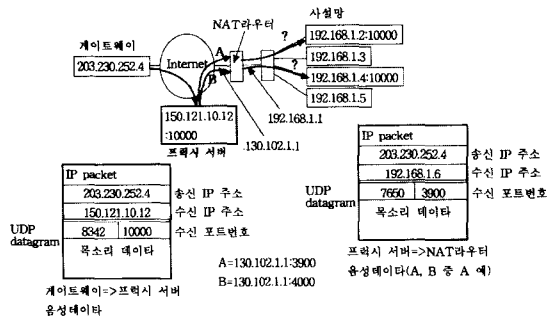 사설망
NAT라우터
?
192.168.1.2:10000
게이트웨이
Internet
A
192.168.1.3
203.230.252.4
B
?
192.168.1.4:10000
192.168.1.5
150.121.10.12
:10000
192.168.1.1
.130.102.1.1
프럭시 서버
IP packet
203.230.252.4 송신 IP 주소
150.121.10.12 수신 IP 주소
UDP
datagram
8342 10000 수신 포트번호
목소리 데이타
게이트웨이=>프럭시 서버
음성데이타
A=130.102.1.1:3900
B=130.102.1.1:4000
IP packet
203.230.252.4 송신 IP 주소
192.168.1.6 수신 IP 주소
UDP
datagram
7650 3900 수신 포트번호
목소리 데이타
프럭시 서버=>NAT라우터
음성데이타(A, B 중 A 예)